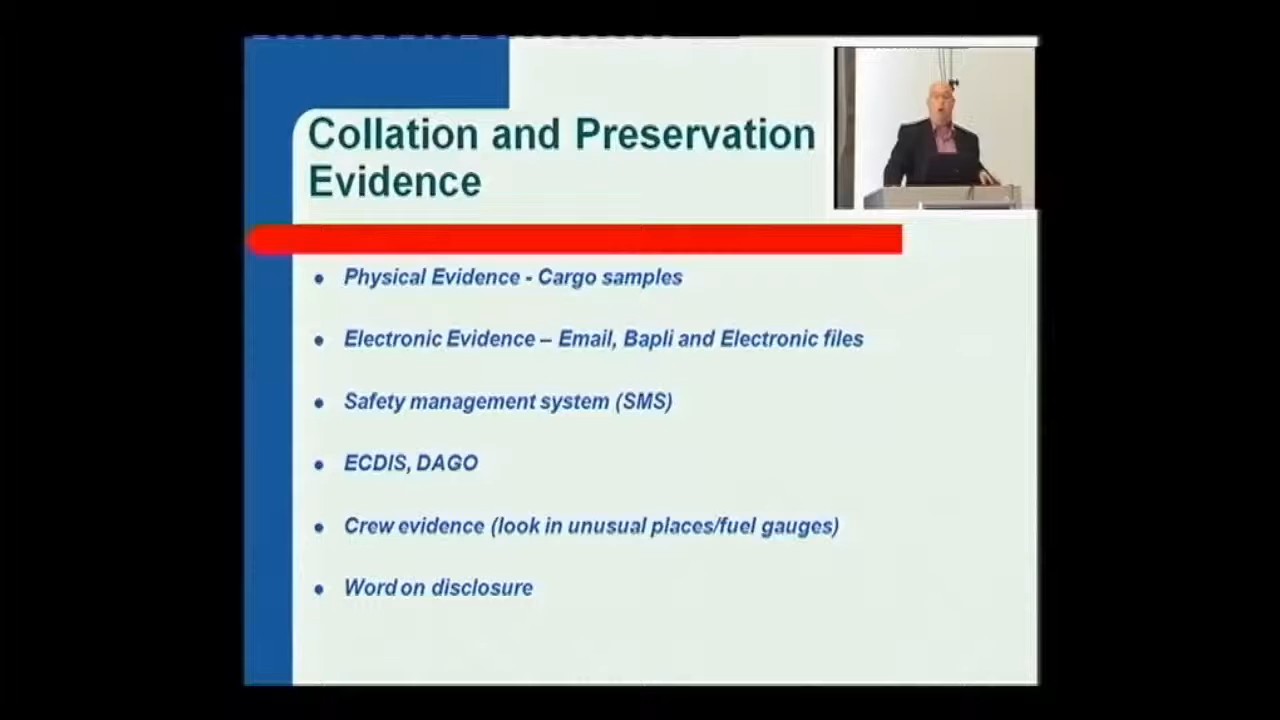 Collation and Preservation
Evidence
• Physical Evidence - Cargo samples
• Electronic Evidence – Email, Bapli and Electronic files
• Safety management system (SMS)
• ECDIS, DAGO
• Crew evidence (look in unusual places/fuel gauges)
• Word on disclosure